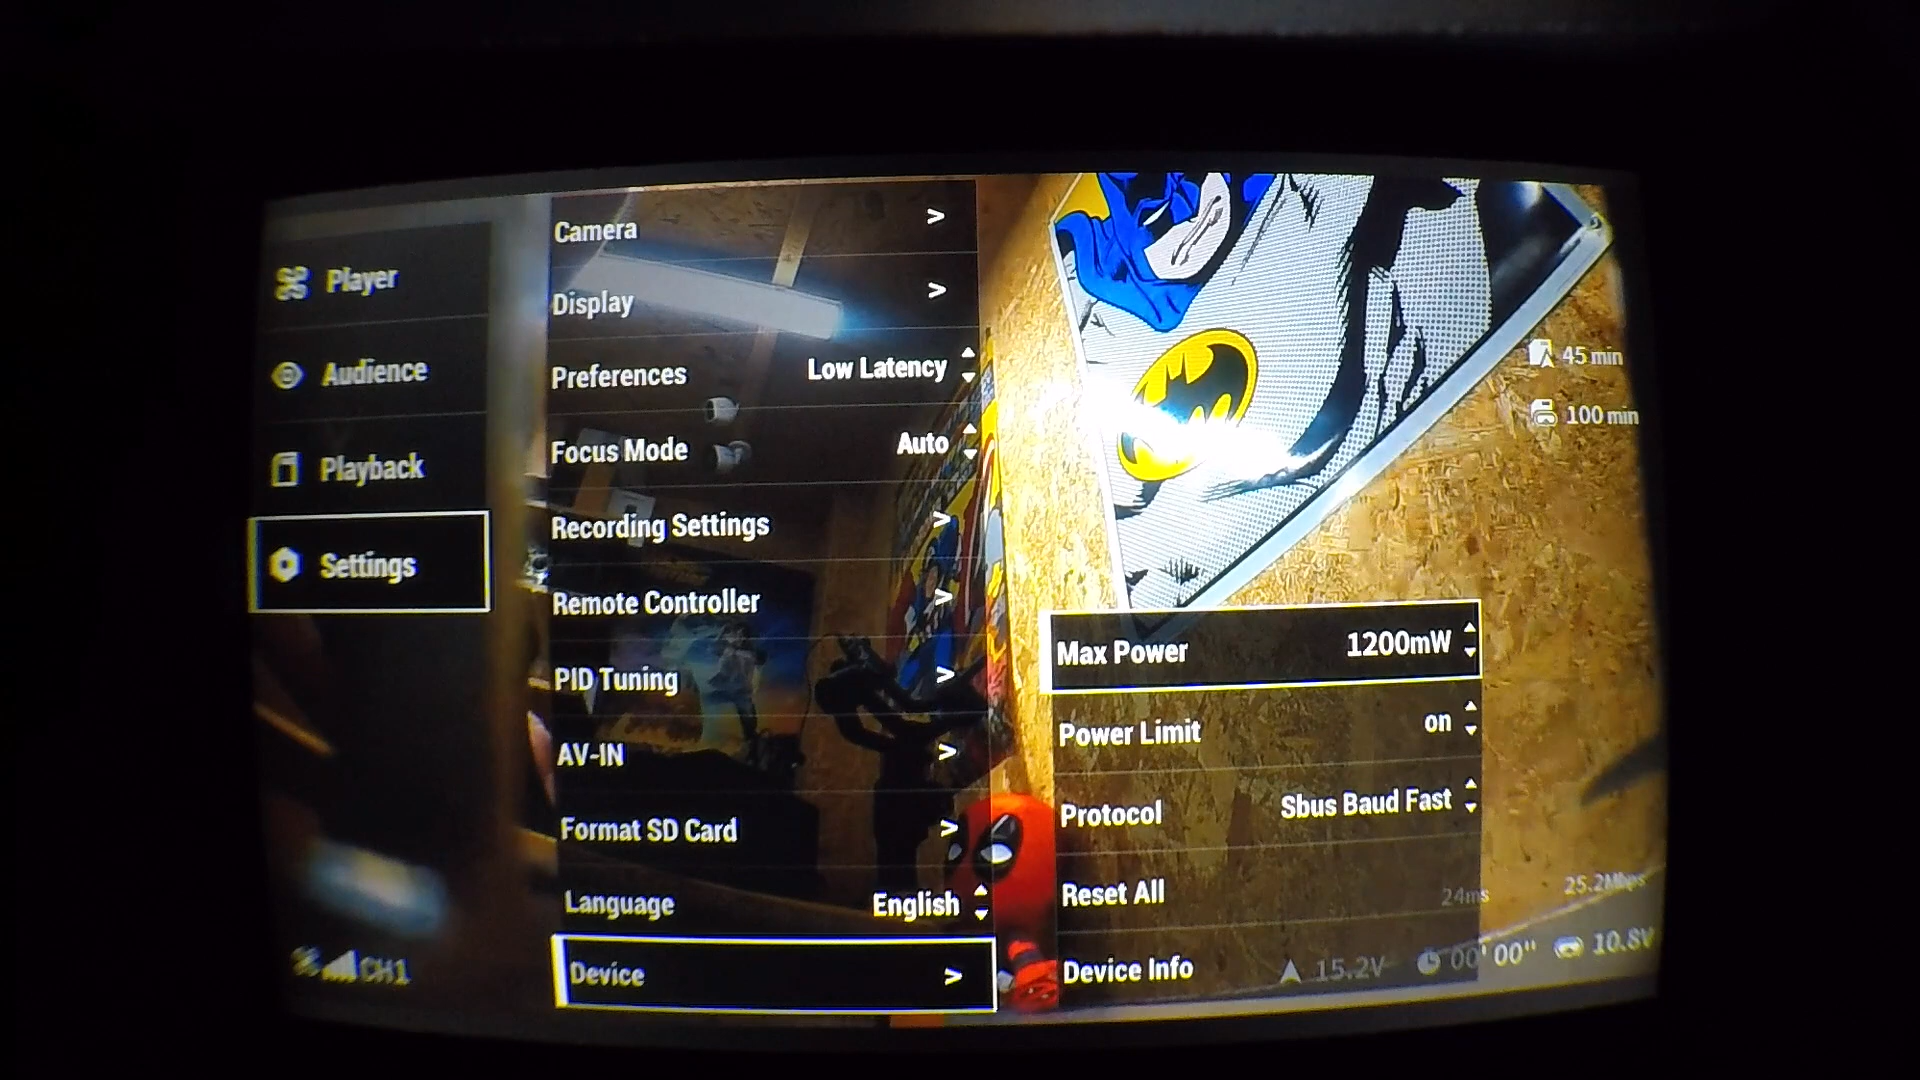 Player
Audience
Playback
Settings
CH1
Camera >
Display >
Preferences Low Latency
Focus Mode Auto
Recording Settings >
Remote Controller >
PID Tuning >
AV-IN >
Format SD Card >
Language English
Device >
Max Power 1200mW
Power Limit on
Protocol Sbus Baud Fast
Reset All
Device Info
45 min
100 min
24ms 25.2Mbps
15.2V 00'00" 10.8V